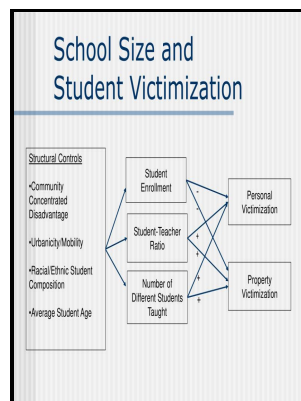 School Size and
Student Victimization
Structural Controls
•Community
Concentrated
Disadvantage
•Urbanicity/Mobility
•Racial/Ethnic Student
Composition
•Average Student Age
Student
Enrollment
Student-Teacher
Ratio
Number of
Different Students
Taught
-
-
+
+
+
+
Personal
Victimization
Property
Victimization